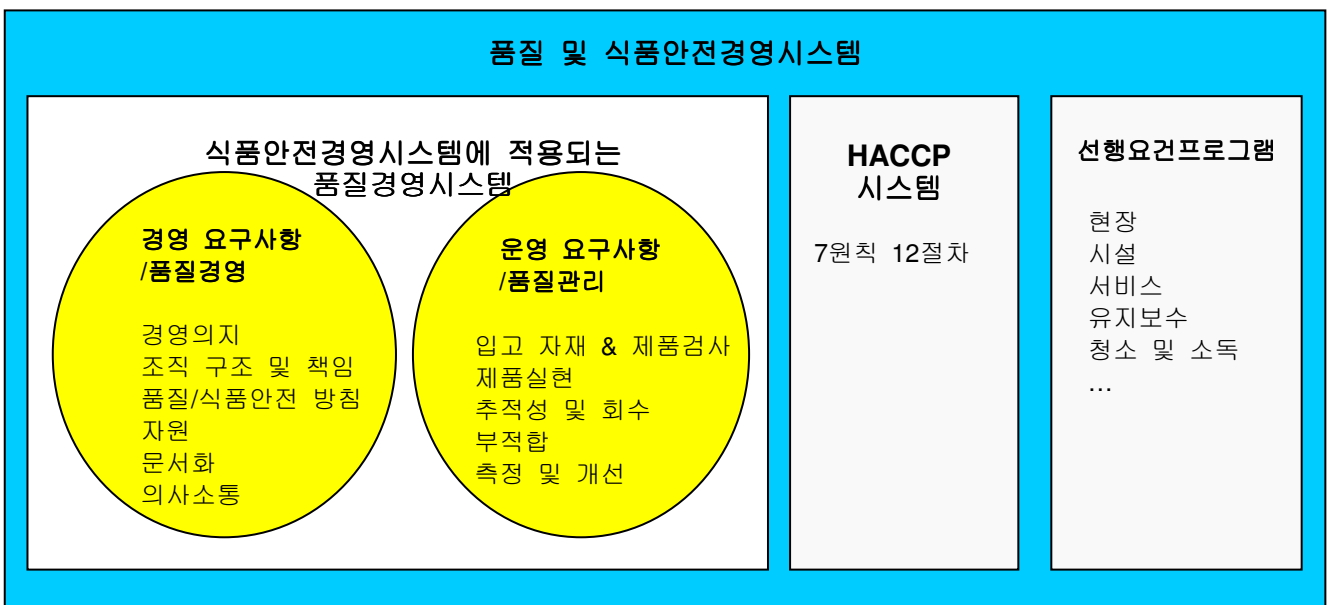 품질 및 식품안전경영시스템
식품안전경영시스템에 적용되는
품질경영시스템
경영 요구사항
/품질경영
경영의지
조직 구조 및 책임
품질/식품안전 방침
자원
문서화
의사소통
운영 요구사항
/품질관리
입고 자재 & 제품검사
제품실현
추적성 및 회수
부적합
측정 및 개선
HACCP
시스템
7원칙 12절차
선행요건프로그램
현장
시설
서비스
유지보수
청소 및 소독
...